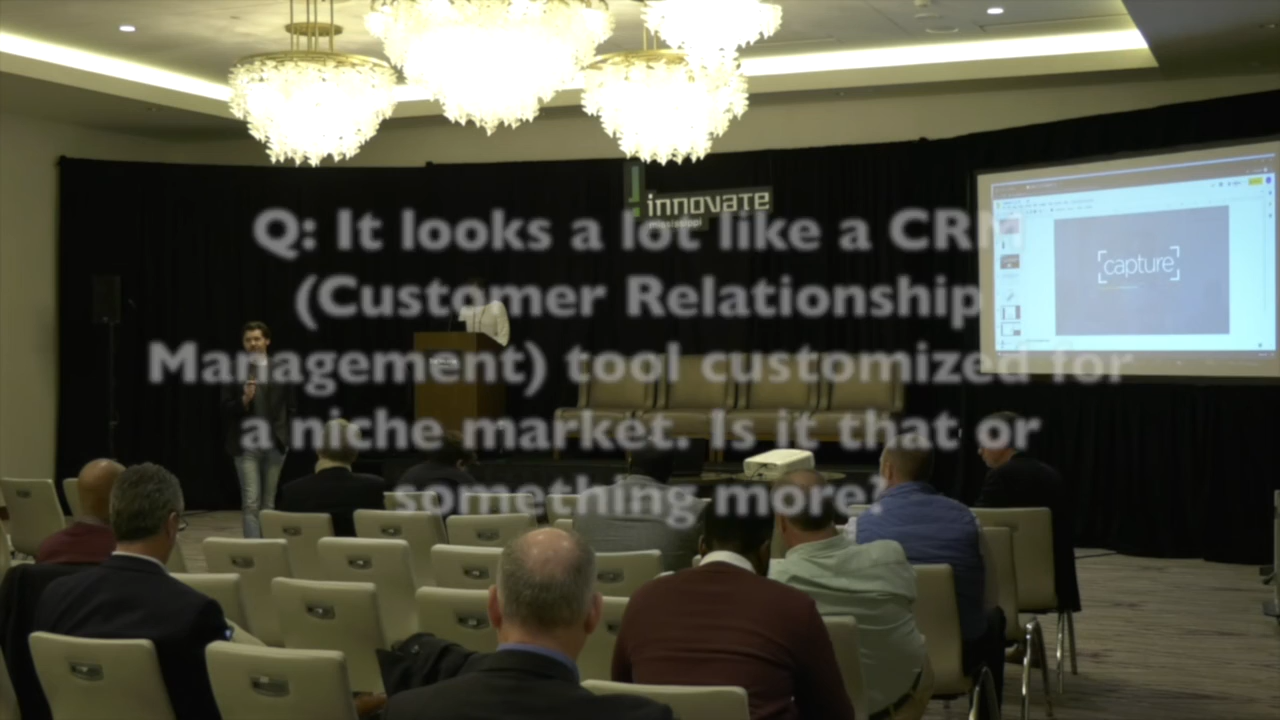 innovate
mississippi
Q: It looks a lot like a CRM
(Customer Relationship
Management) tool customized for
a niche market. Is it that or
something more?
[capture]